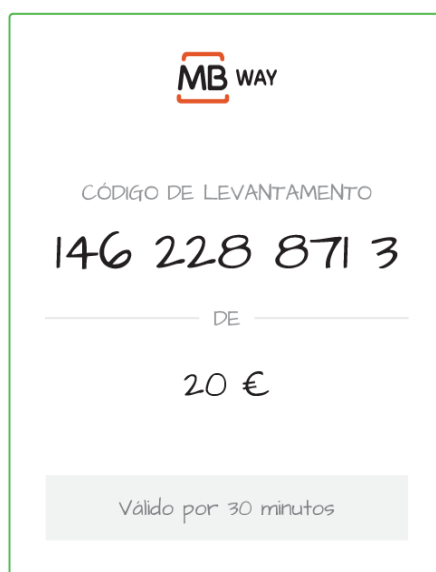 MB WAY
CÓDIGO DE LEVANTAMENTO
146 228 871 3
DE
20 €
Válido por 30 minutos